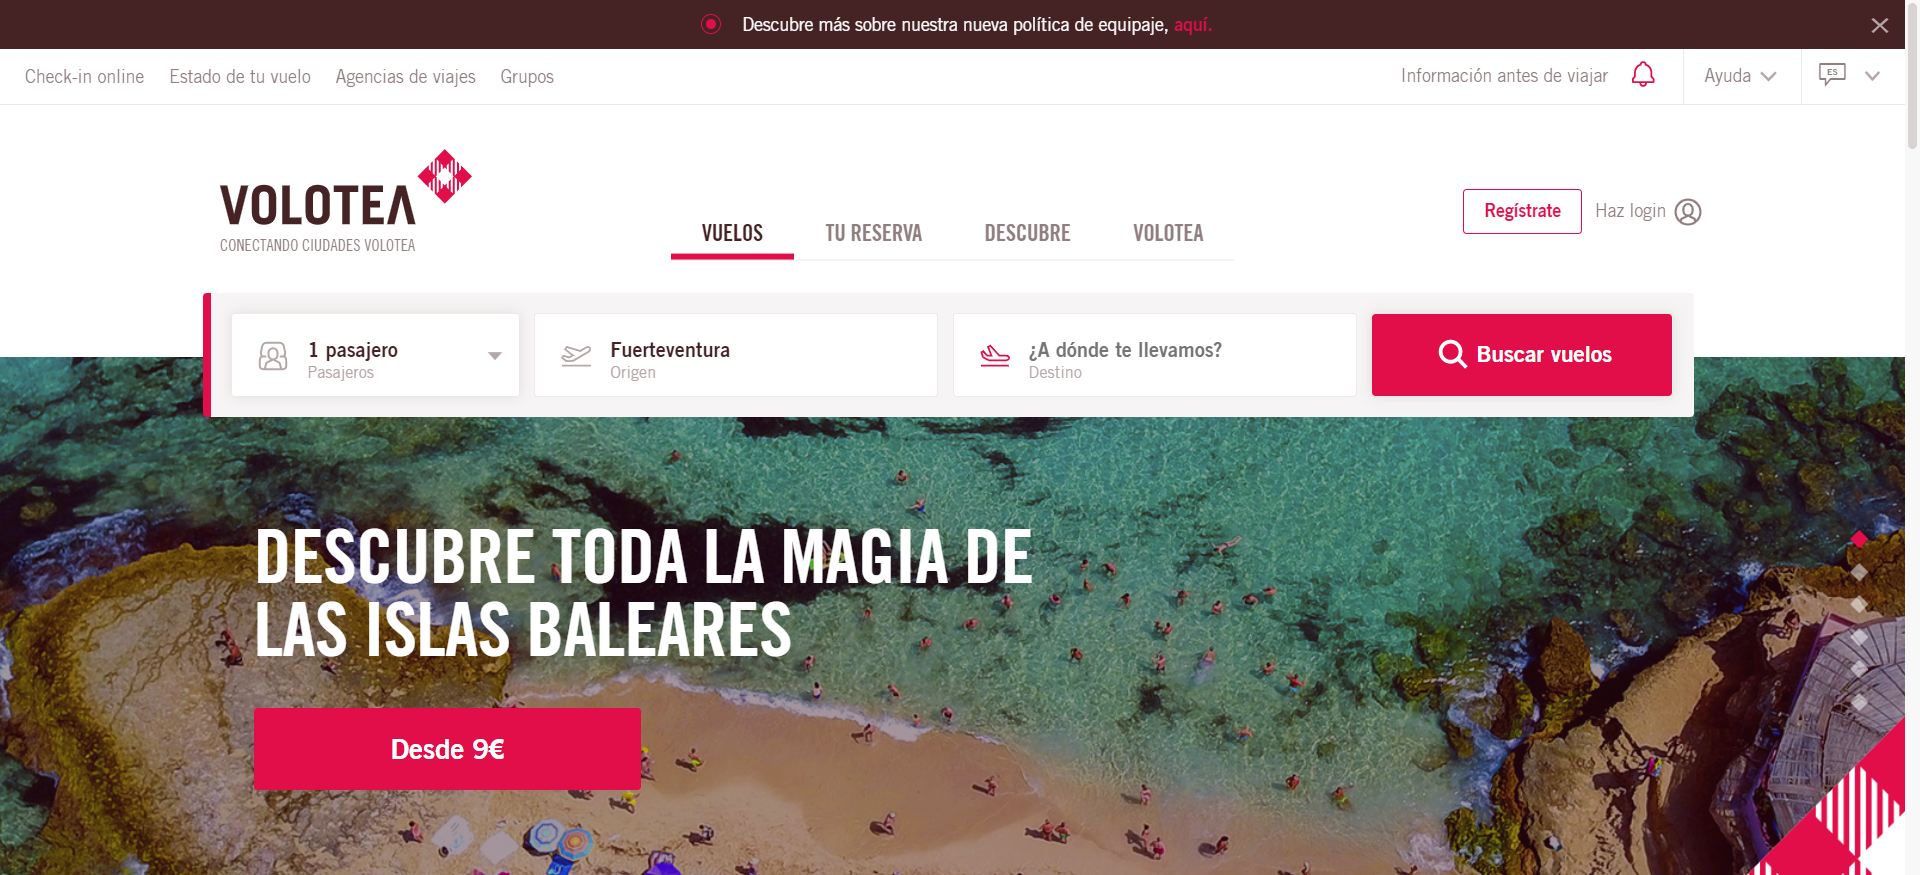 Descubre más sobre nuestra nueva política de equipaje, aquí.
Check-in online Estado de tu vuelo Agencias de viajes Grupos Información antes de viajar Ayuda ES
VOLOTEA
CONECTANDO CIUDADES VOLOTEA
VUELOS TU RESERVA DESCUBRE VOLOTEA
Regístrate Haz login
1 pasajero
Pasajeros
Fuerteventura
Origen
¿A dónde te llevamos?
Destino
Buscar vuelos
DESCUBRE TODA LA MAGIA DE
LAS ISLAS BALEARES
Desde 9€